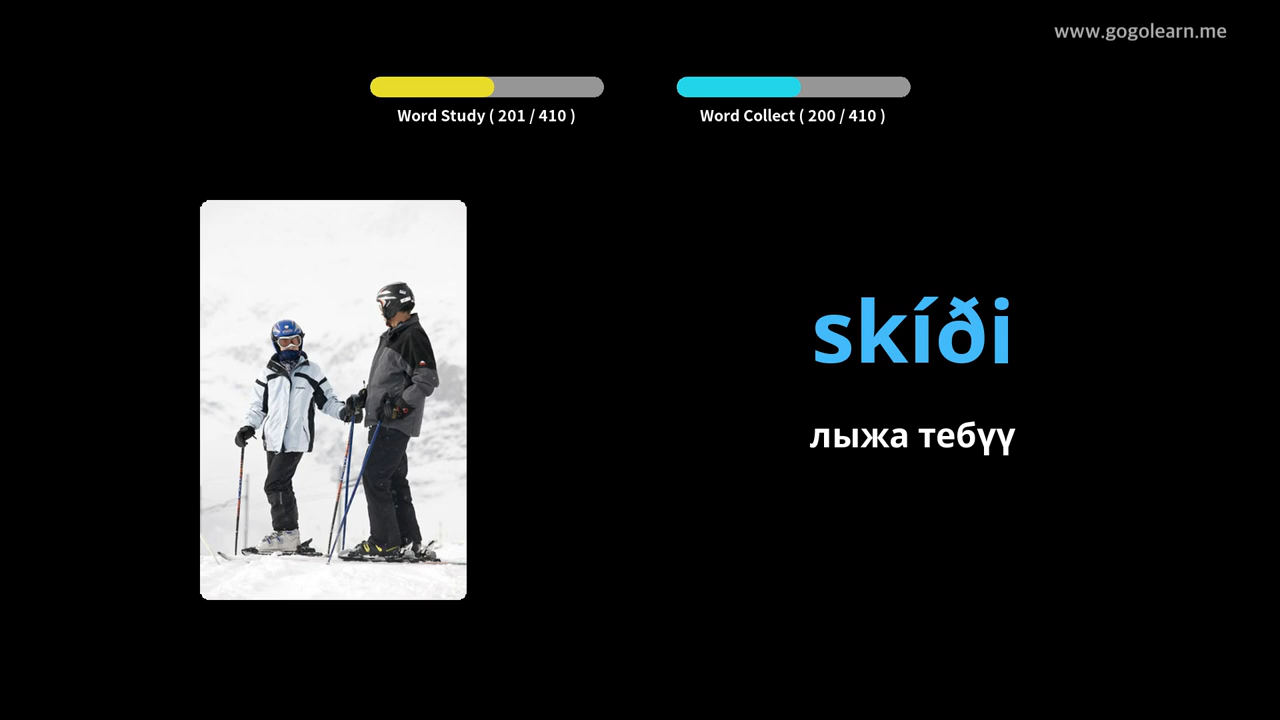 www.gogolearn.me
Word Study ( 201 / 410 )
Word Collect ( 200 / 410 )
skíði
лыжа тебүү